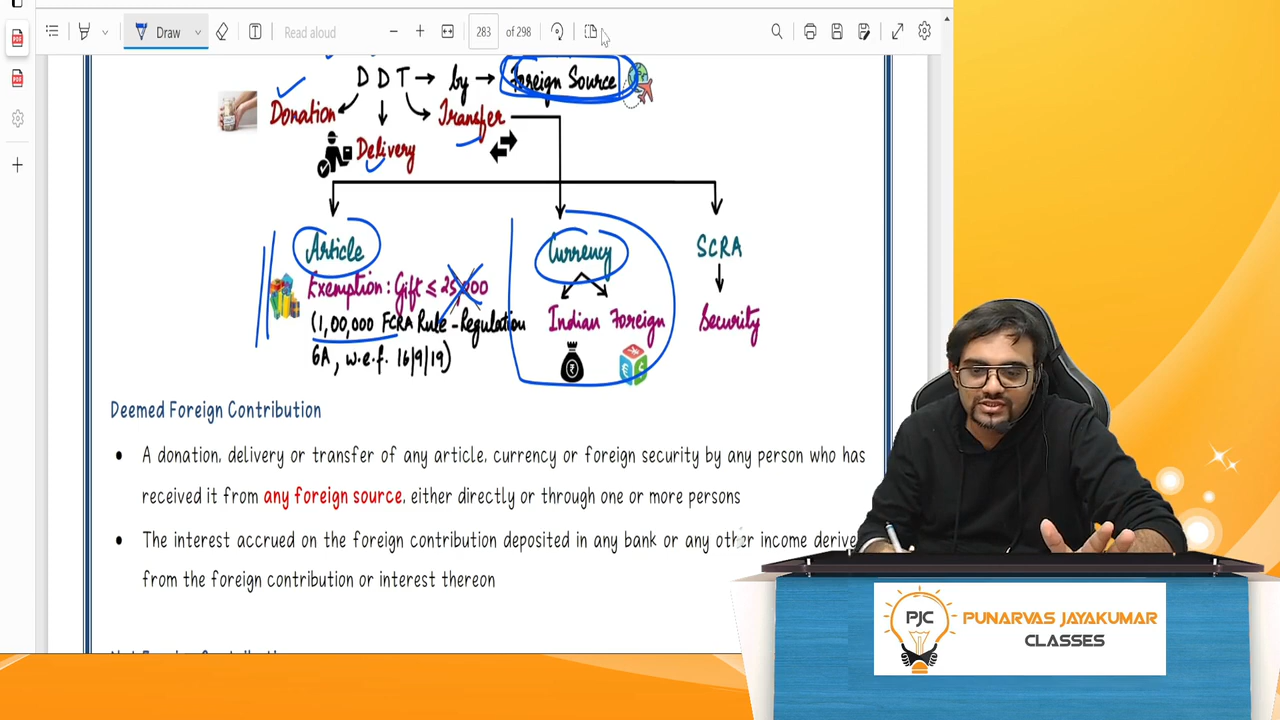 Draw
Read aloud
283 of 298
D D T → by → Foreign Source
Donation
Transfer
Delivery
Article
Currency
SCRA
Exemption : Gift ≤ 25,000
(1,00,000 FCRA Rule - Regulation
6A, w.e.f. 16/9/19)
Indian Foreign
Security
Deemed Foreign Contribution
• A donation, delivery or transfer of any article, currency or foreign security by any person who has
received it from any foreign source, either directly or through one or more persons
• The interest accrued on the foreign contribution deposited in any bank or any other income derive
from the foreign contribution or interest thereon
PJC
PUNARVAS JAYAKUMAR
CLASSES